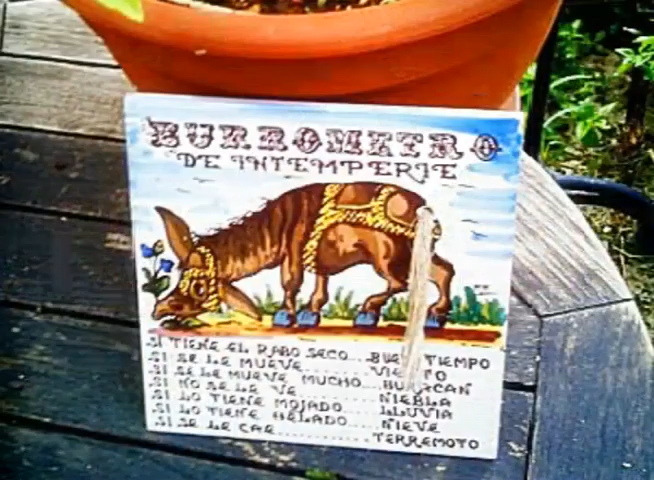 BURROMETRO
DE INTEMPERIE
SI TIENE EL RABO SECO...BUEN TIEMPO
SI SE LE MUEVE..........VIENTO
SI SE LE MUEVE MUCHO....HURACAN
SI NO SE LE VE..........NIEBLA
SI LO TIENE MOJADO......LLUVIA
SI LO TIENE HELADO......NIEVE
SI SE LE CAE............TERREMOTO